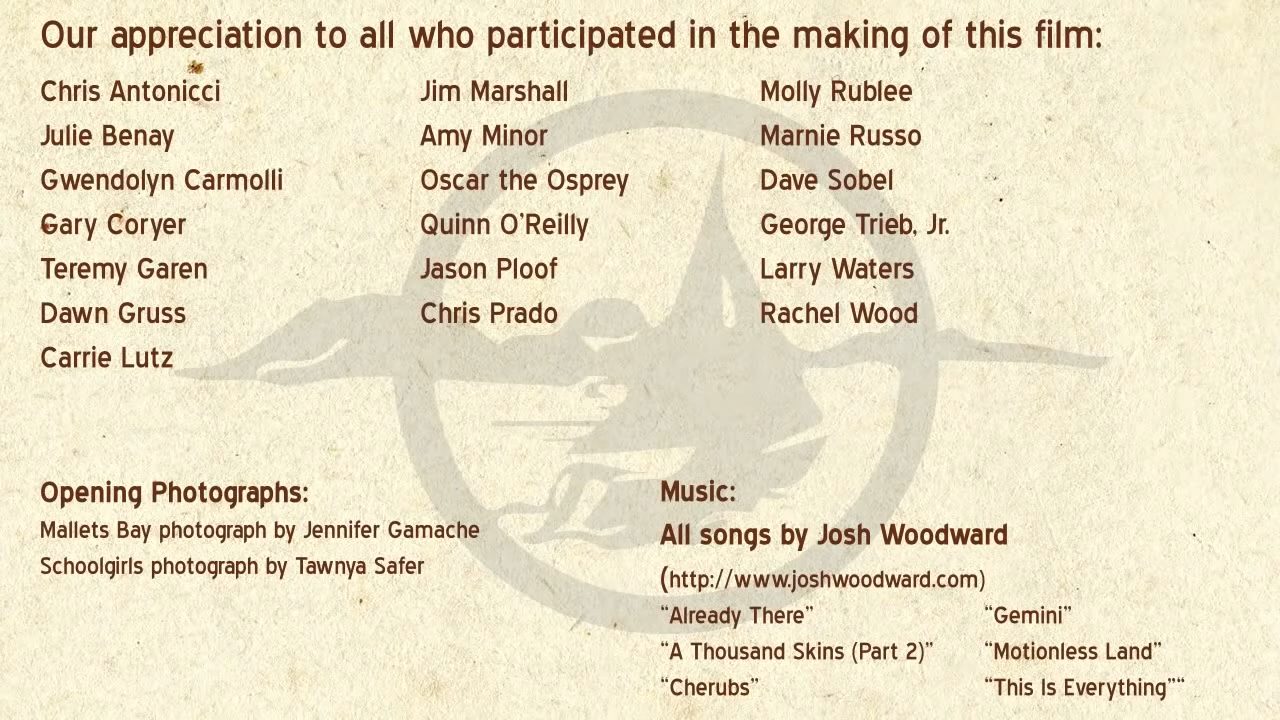 Our appreciation to all who participated in the making of this film:
Chris Antonicci
Julie Benay
Gwendolyn Carmolli
Gary Coryer
Teremy Garen
Dawn Gruss
Carrie Lutz
Jim Marshall
Amy Minor
Oscar the Osprey
Quinn O'Reilly
Jason Ploof
Chris Prado
Molly Rublee
Marnie Russo
Dave Sobel
George Trieb, Jr.
Larry Waters
Rachel Wood
Opening Photographs:
Mallets Bay photograph by Jennifer Gamache
Schoolgirls photograph by Tawnya Safer
Music:
All songs by Josh Woodward
(http://www.joshwoodward.com)
“Already There”
“A Thousand Skins (Part 2)”
“Cherubs”
“Gemini”
“Motionless Land”
“This Is Everything”“